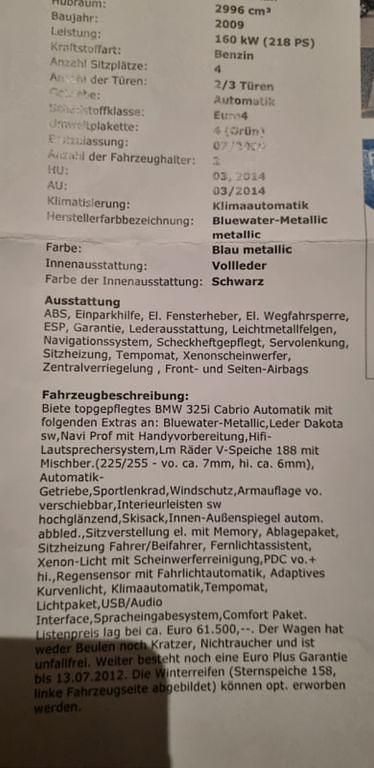 Hubraum: 2996 cm³
Baujahr: 2009
Leistung: 160 kW (218 PS)
Kraftstoffart: Benzin
Anzahl Sitzplätze: 4
Anzahl der Türen: 2/3 Türen
Getriebe: Automatik
Schadstoffklasse: Euro4
Umweltplakette: 4 (Grün)
Erstzulassung: 07/2009
Anzahl der Fahrzeughalter: 2
HU: 03/2014
AU: 03/2014
Klimatisierung: Klimaautomatik
Herstellerfarbbezeichnung: Bluewater-Metallic
metallic
Farbe: Blau metallic
Innenausstattung: Vollleder
Farbe der Innenausstattung: Schwarz
Ausstattung
ABS, Einparkhilfe, El. Fensterheber, El. Wegfahrsperre,
ESP, Garantie, Lederausstattung, Leichtmetallfelgen,
Navigationssystem, Scheckheftgepflegt, Servolenkung,
Sitzheizung, Tempomat, Xenonscheinwerfer,
Zentralverriegelung , Front- und Seiten-Airbags
Fahrzeugbeschreibung:
Biete topgepflegtes BMW 325i Cabrio Automatik mit
folgenden Extras an: Bluewater-Metallic,Leder Dakota
sw,Navi Prof mit Handyvorbereitung,Hifi-
Lautsprechersystem,Lm Räder V-Speiche 188 mit
Mischber.(225/255 - vo. ca. 7mm, hi. ca. 6mm),
Automatik-
Getriebe,Sportlenkrad,Windschutz,Armauflage vo.
verschiebbar,Interieurleisten sw
hochglänzend,Skisack,Innen-Außenspiegel autom.
abbled.,Sitzverstellung el. mit Memory, Ablagepaket,
Sitzheizung Fahrer/Beifahrer, Fernlichtassistent,
Xenon-Licht mit Scheinwerferreinigung,PDC vo.+
hi.,Regensensor mit Fahrlichtautomatik, Adaptives
Kurvenlicht, Klimaautomatik,Tempomat,
Lichtpaket,USB/Audio
Interface,Spracheingabesystem,Comfort Paket.
Listenpreis lag bei ca. Euro 61.500,--. Der Wagen hat
weder Beulen noch Kratzer, Nichtraucher und ist
unfallfrei. Weiter besteht noch eine Euro Plus Garantie
bis 13.07.2012. Die Winterreifen (Sternspeiche 158,
linke Fahrzeugseite abgebildet) können opt. erworben
werden.